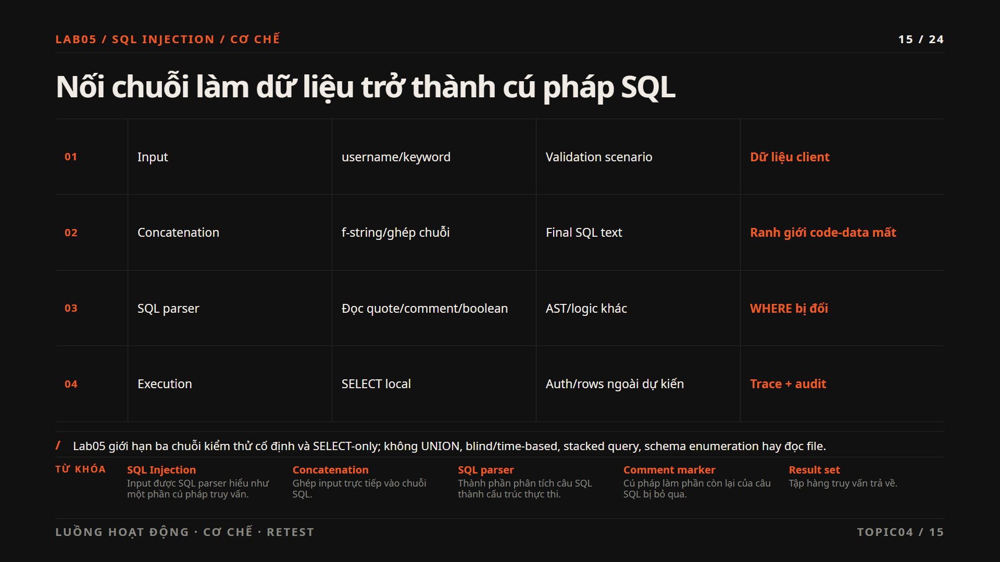 LAB05 / SQL INJECTION / CƠ CHẾ
15 / 24
Nối chuỗi làm dữ liệu trở thành cú pháp SQL
01 Input username/keyword Validation scenario Dữ liệu client
02 Concatenation f-string/ghép chuỗi Final SQL text Ranh giới code-data mất
03 SQL parser Đọc quote/comment/boolean AST/logic khác WHERE bị đổi
04 Execution SELECT local Auth/rows ngoài dự kiến Trace + audit
/ Lab05 giới hạn ba chuỗi kiểm thử cố định và SELECT-only; không UNION, blind/time-based, stacked query, schema enumeration hay đọc file.
TỪ KHÓA
SQL Injection
Input được SQL parser hiểu như
một phần cú pháp truy vấn.
Concatenation
Ghép input trực tiếp vào chuỗi
SQL.
SQL parser
Thành phần phân tích câu SQL
thành cấu trúc thực thi.
Comment marker
Cú pháp làm phần còn lại của câu
SQL bị bỏ qua.
Result set
Tập hàng truy vấn trả về.
LUỒNG HOẠT ĐỘNG · CƠ CHẾ · RETEST
TOPIC04 / 15